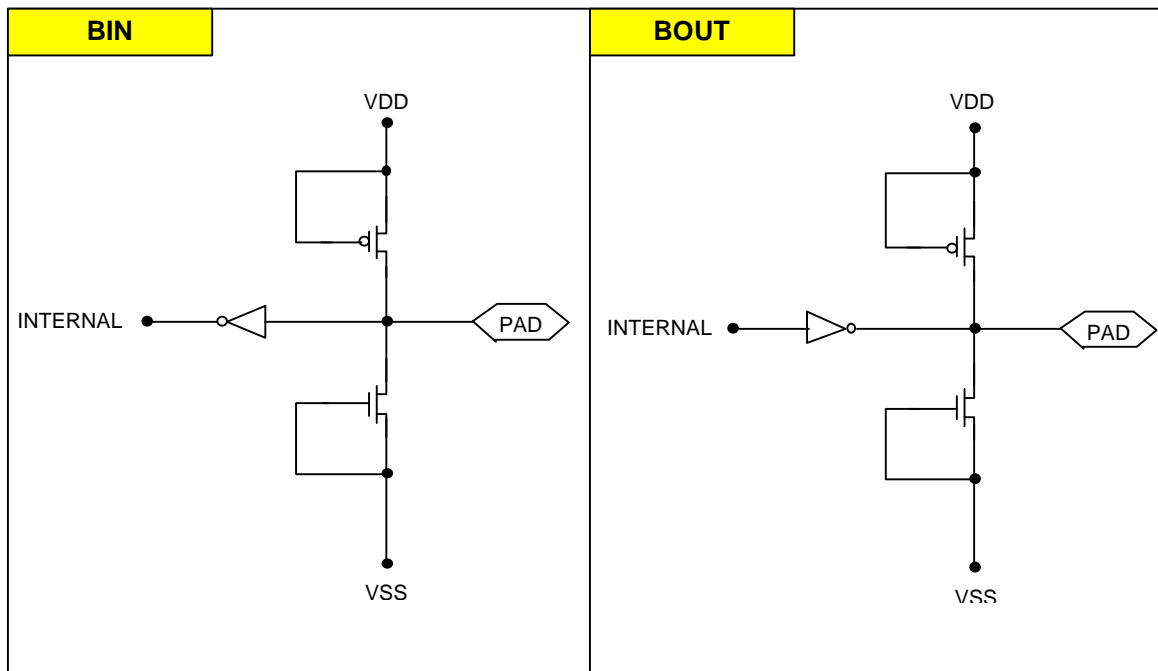 BIN
VDD
INTERNAL
PAD
VSS
BOUT
VDD
INTERNAL
PAD
VSS